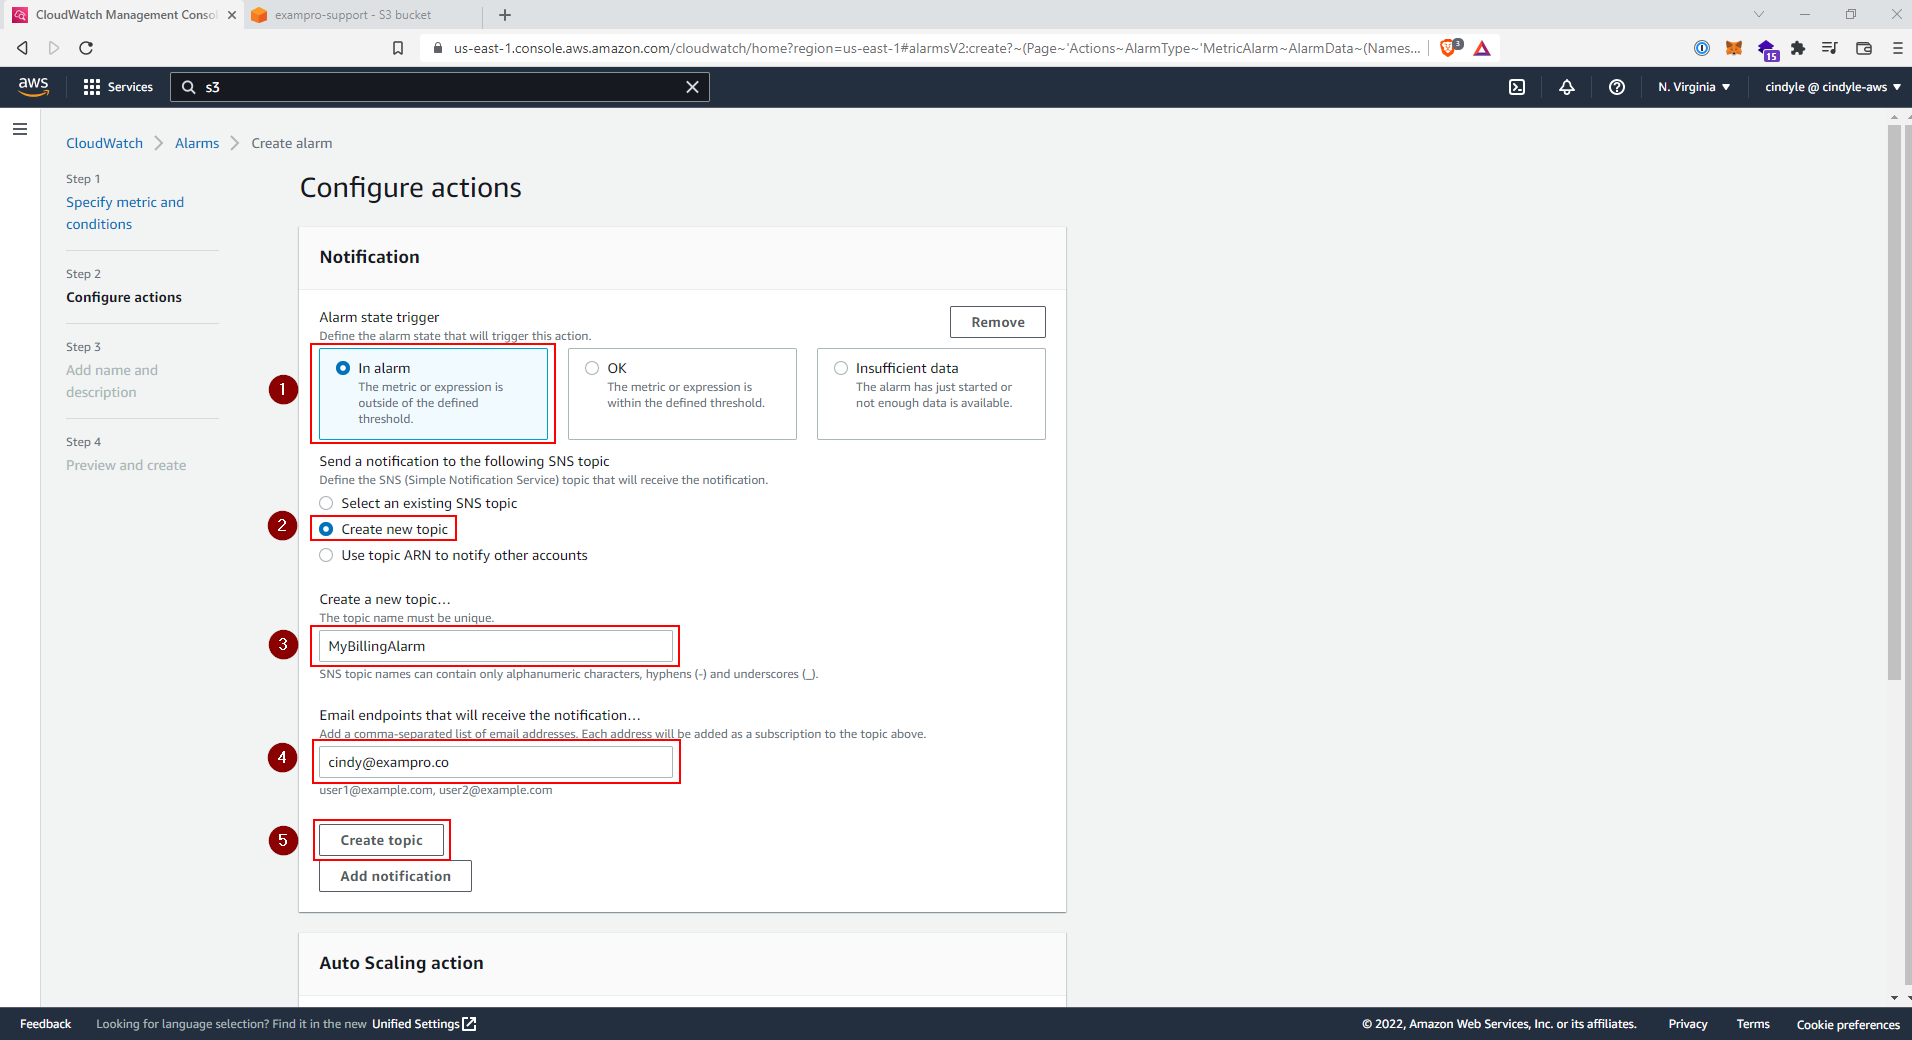 CloudWatch Management Conso
exampro-support - S3 bucket
us-east-1.console.aws.amazon.com/cloudwatch/home?region=us-east-1#alarmsV2:create?~(Page~'Actions~AlarmType~'MetricAlarm~AlarmData~(Names...
3
15
aws
Services
s3
N. Virginia
cindyle @ cindyle-aws
CloudWatch
Alarms
Create alarm
Step 1
Specify metric and
conditions
Step 2
Configure actions
Step 3
Add name and
description
Step 4
Preview and create
Configure actions
Notification
Alarm state trigger
Define the alarm state that will trigger this action.
Remove
1
In alarm
The metric or expression is
outside of the defined
threshold.
OK
The metric or expression is
within the defined threshold.
Insufficient data
The alarm has just started or
not enough data is available.
Send a notification to the following SNS topic
Define the SNS (Simple Notification Service) topic that will receive the notification.
Select an existing SNS topic
2
Create new topic
Use topic ARN to notify other accounts
Create a new topic…
The topic name must be unique.
3
MyBillingAlarm
SNS topic names can contain only alphanumeric characters, hyphens (-) and underscores (_).
Email endpoints that will receive the notification…
Add a comma-separated list of email addresses. Each address will be added as a subscription to the topic above.
4
cindy@exampro.co
user1@example.com, user2@example.com
5
Create topic
Add notification
Auto Scaling action
Feedback
Looking for language selection? Find it in the new Unified Settings
© 2022, Amazon Web Services, Inc. or its affiliates.
Privacy
Terms
Cookie preferences